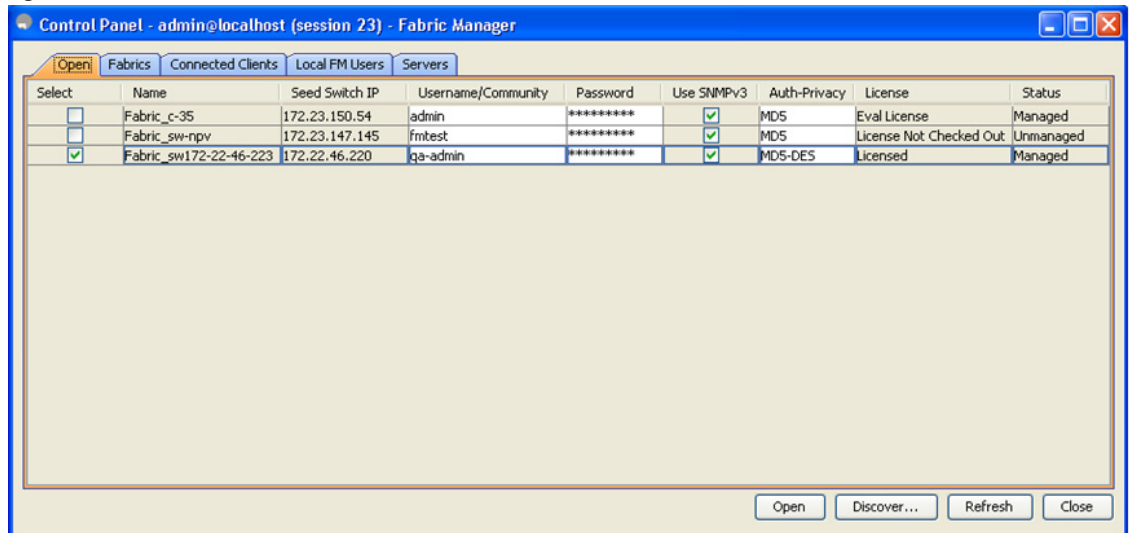 Control Panel - admin@localhost (session 23) - Fabric Manager
Open Fabrics Connected Clients Local FM Users Servers
Select Name Seed Switch IP Username/Community Password Use SNMPv3 Auth-Privacy License Status
Fabric_c-35 172.23.150.54 admin ********* MD5 Eval License Managed
Fabric_sw-npv 172.23.147.145 fmtest ********* MD5 License Not Checked Out Unmanaged
Fabric_sw172-22-46-223 172.22.46.220 qa-admin ********* MD5-DES Licensed Managed
Open Discover... Refresh Close